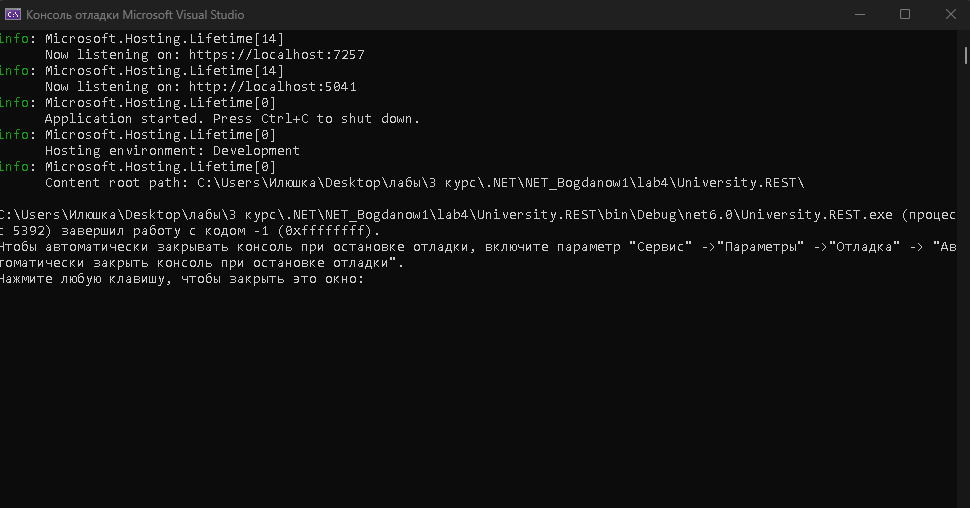 Консоль отладки Microsoft Visual Studio
info: Microsoft.Hosting.Lifetime[14]
Now listening on: https://localhost:7257
info: Microsoft.Hosting.Lifetime[14]
Now listening on: http://localhost:5041
info: Microsoft.Hosting.Lifetime[0]
Application started. Press Ctrl+C to shut down.
info: Microsoft.Hosting.Lifetime[0]
Hosting environment: Development
info: Microsoft.Hosting.Lifetime[0]
Content root path: C:\Users\Илюшка\Desktop\лабы\3 курс\.NET\NET_Bogdanow1\lab4\University.REST\
C:\Users\Илюшка\Desktop\лабы\3 курс\.NET\NET_Bogdanow1\lab4\University.REST\bin\Debug\net6.0\University.REST.exe (процес
с 5392) завершил работу с кодом -1 (0xffffffff).
Чтобы автоматически закрывать консоль при остановке отладки, включите параметр "Сервис" ->"Параметры" ->"Отладка" -> "Ав
томатически закрыть консоль при остановке отладки".
Нажмите любую клавишу, чтобы закрыть это окно: